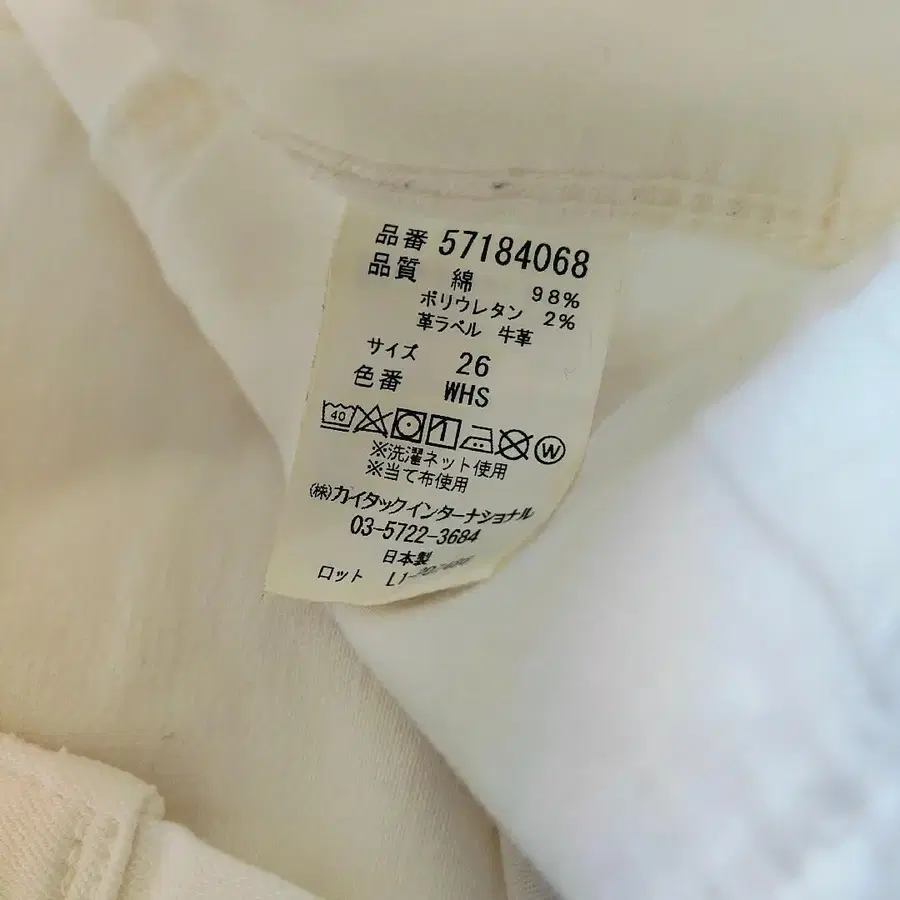 品番 57184068
品質 綿 98%
ポリウレタン 2%
革ラベル 牛革
サイズ 26
色番 WHS
40 W
※洗濯ネット使用
※当て布使用
(株)カイタックインターナショナル
03-5722-3684
日本製
ロット